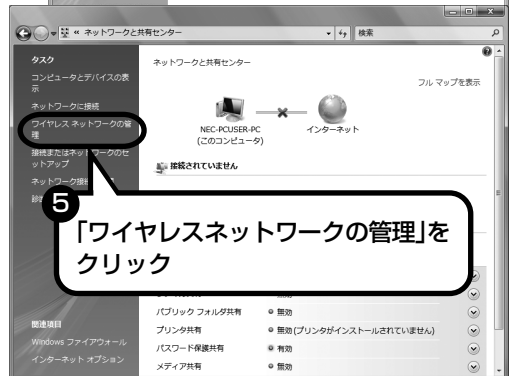 « ネットワークと共有センター
検索
タスク
コンピュータとデバイスの表
示
ネットワークに接続
ワイヤレス ネットワークの管
理
接続またはネットワークのセ
ットアップ
ネットワーク接続
ネットワークと共有センター
フル マップを表示
NEC-PCUSER-PC
(このコンピュータ)
インターネット
接続されていません
5
「ワイヤレスネットワークの管理」を
クリック
パブリック フォルダ共有 無効
プリンタ共有 無効(プリンタがインストールされていません)
パスワード保護共有 有効
メディア共有 無効
関連項目
Windows ファイアウォール
インターネット オプション